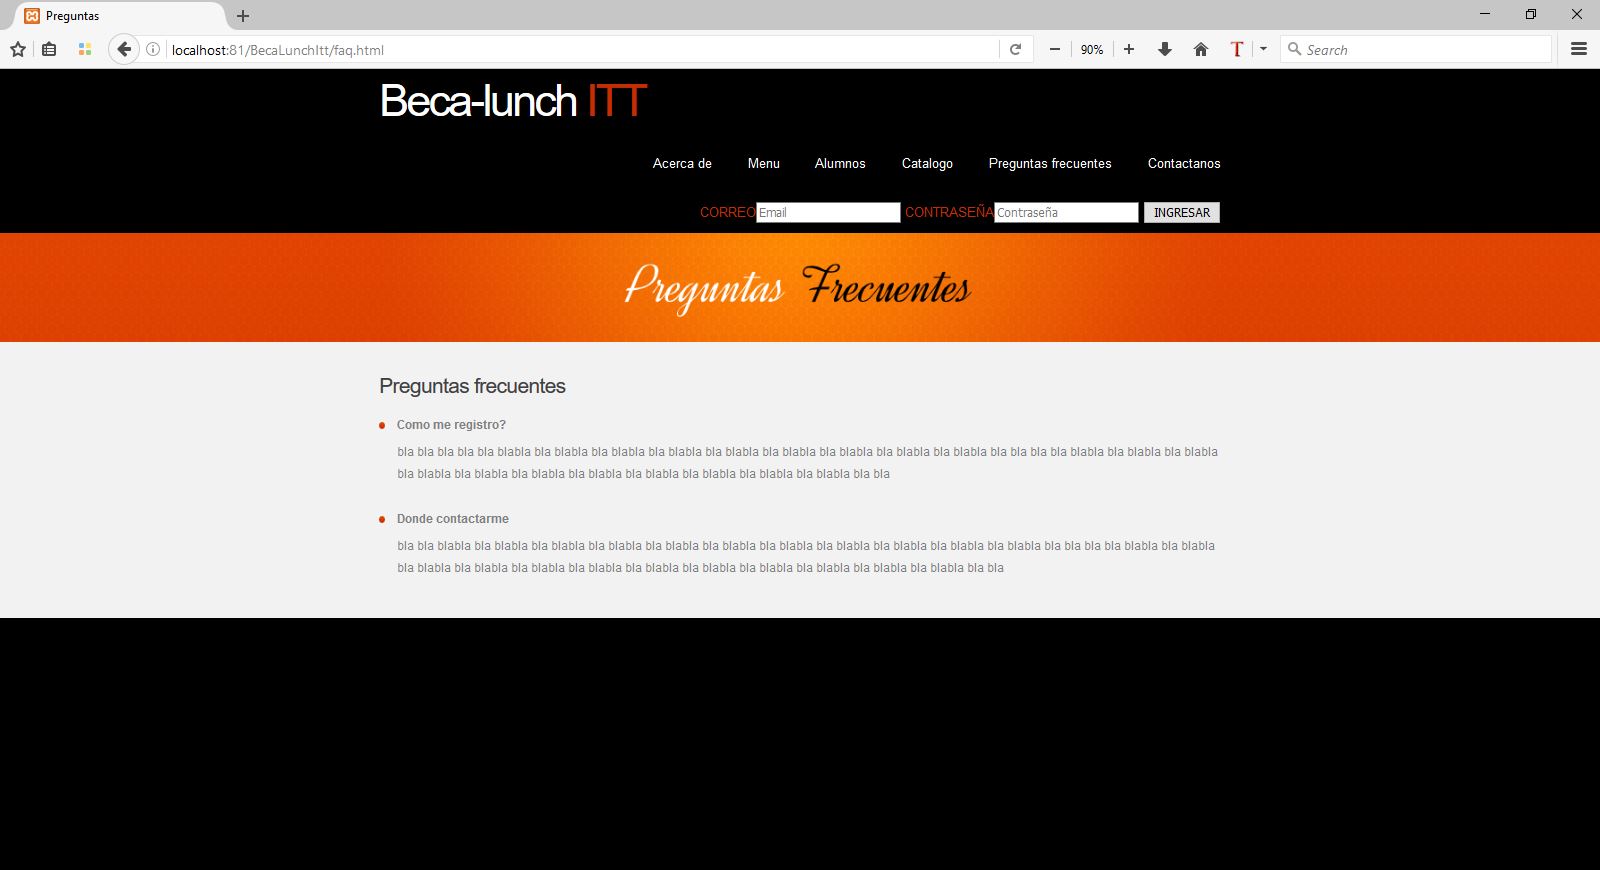 Preguntas
localhost:81/BecaLunchItt/faq.html
90%
T
Search
Beca-lunch ITT
Acerca de Menu Alumnos Catalogo Preguntas frecuentes Contactanos
CORREO Email CONTRASEÑA Contraseña INGRESAR
Preguntas Frecuentes
Preguntas frecuentes
Como me registro?
bla bla bla bla bla blabla bla blabla bla blabla bla blabla bla blabla bla blabla bla blabla bla blabla bla blabla bla bla bla bla blabla bla blabla bla blabla
bla blabla bla blabla bla blabla bla blabla bla blabla bla blabla bla blabla bla blabla bla bla
Donde contactarme
bla bla blabla bla blabla bla blabla bla blabla bla blabla bla blabla bla blabla bla blabla bla blabla bla blabla bla blabla bla bla bla bla blabla bla blabla
bla blabla bla blabla bla blabla bla blabla bla blabla bla blabla bla blabla bla blabla bla blabla bla blabla bla bla